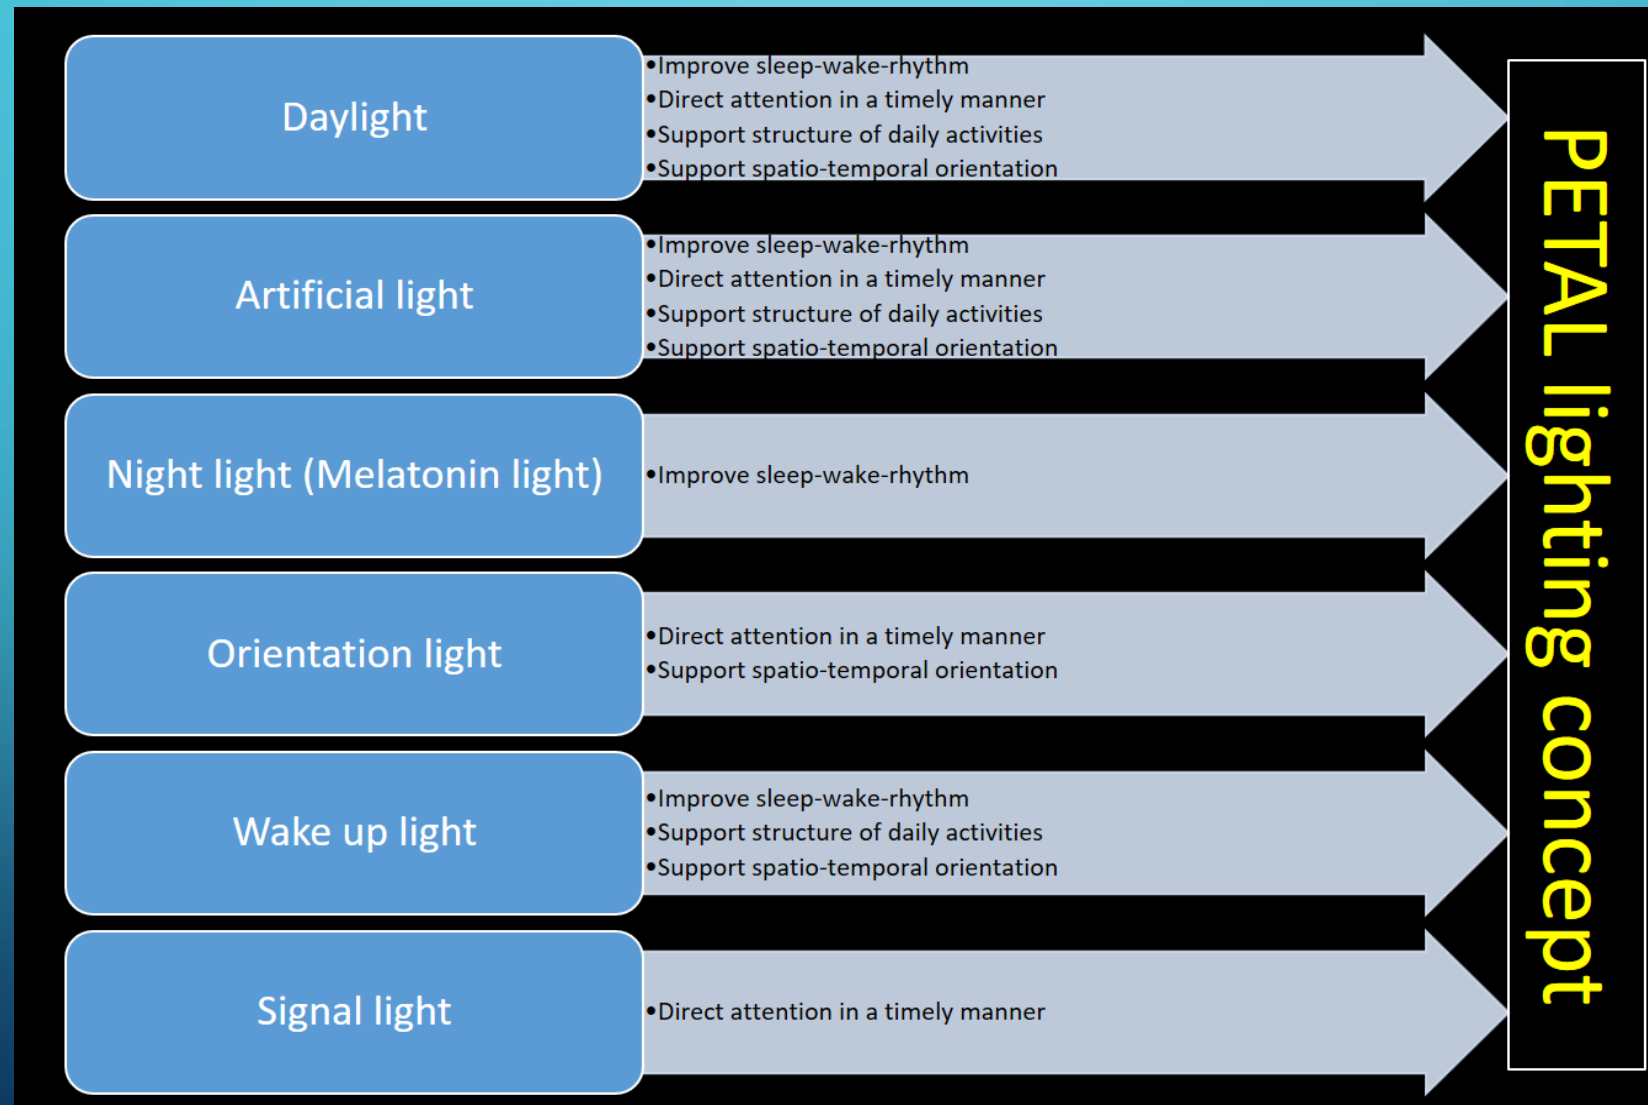 Daylight
•Improve sleep-wake-rhythm
•Direct attention in a timely manner
•Support structure of daily activities
•Support spatio-temporal orientation
Artificial light
•Improve sleep-wake-rhythm
•Direct attention in a timely manner
•Support structure of daily activities
•Support spatio-temporal orientation
Night light (Melatonin light)
•Improve sleep-wake-rhythm
Orientation light
•Direct attention in a timely manner
•Support spatio-temporal orientation
Wake up light
•Improve sleep-wake-rhythm
•Support structure of daily activities
•Support spatio-temporal orientation
Signal light
•Direct attention in a timely manner
PETAL lighting concept